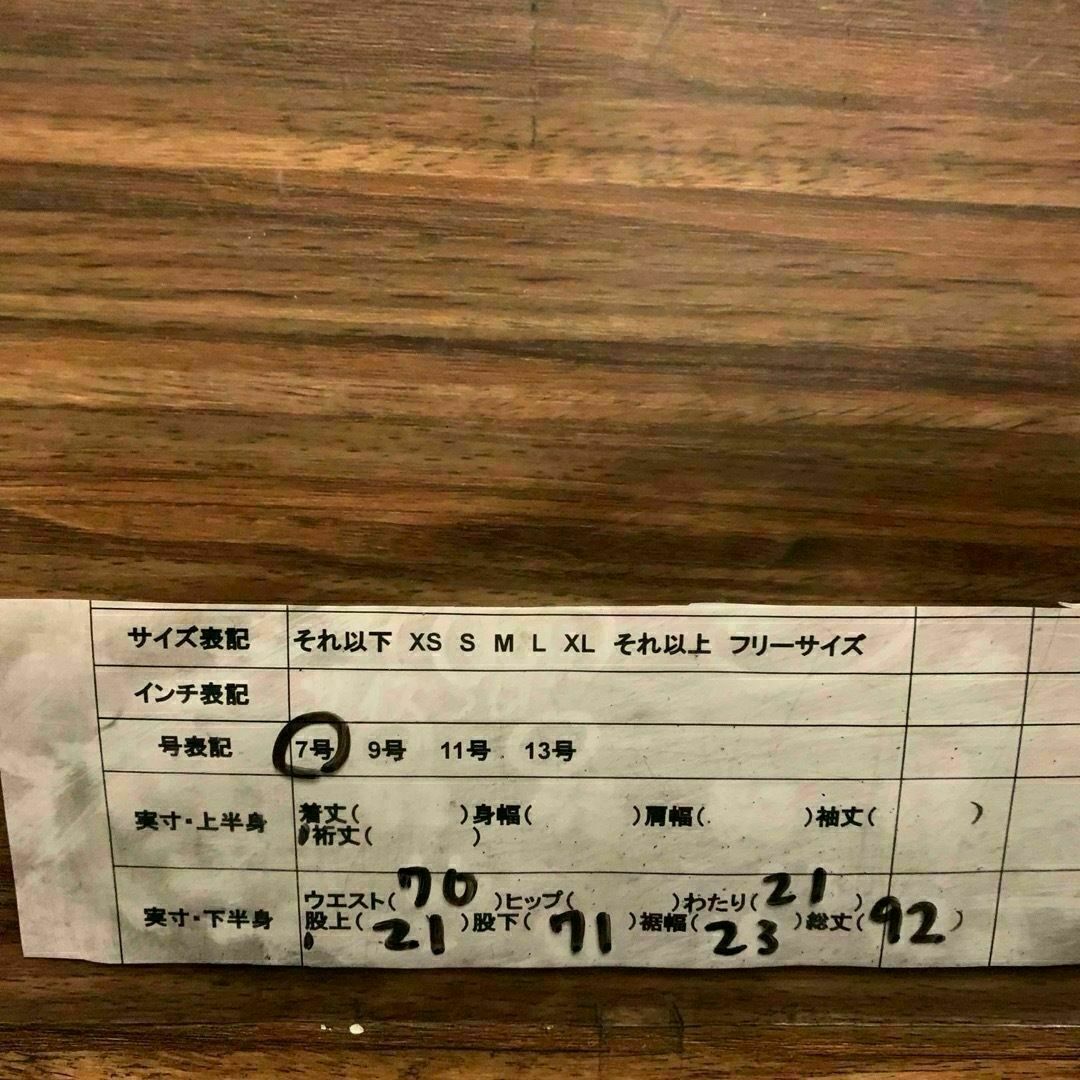 サイズ表記 それ以下 XS S M L XL それ以上 フリーサイズ
インチ表記
号表記 7号 9号 11号 13号
実寸・上半身 着丈( )身幅( )肩幅( )袖丈( )
裄丈( )
実寸・下半身 ウエスト(70)ヒップ( )わたり(21)
股上(21)股下(71)裾幅(23)総丈(92)